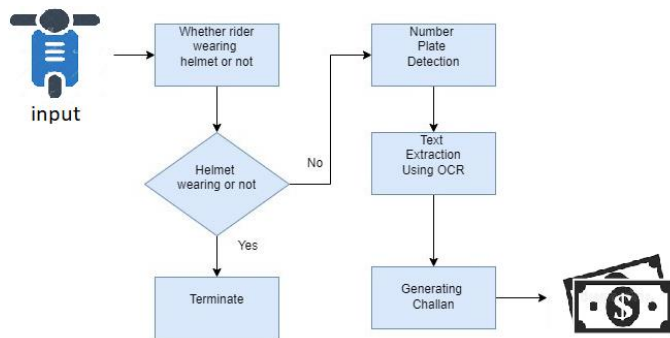 input
Whether rider
wearing
helmet or not
Helmet
wearing or not
Yes
Terminate
No
Number
Plate
Detection
Text
Extraction
Using OCR
Generating
Challan
$